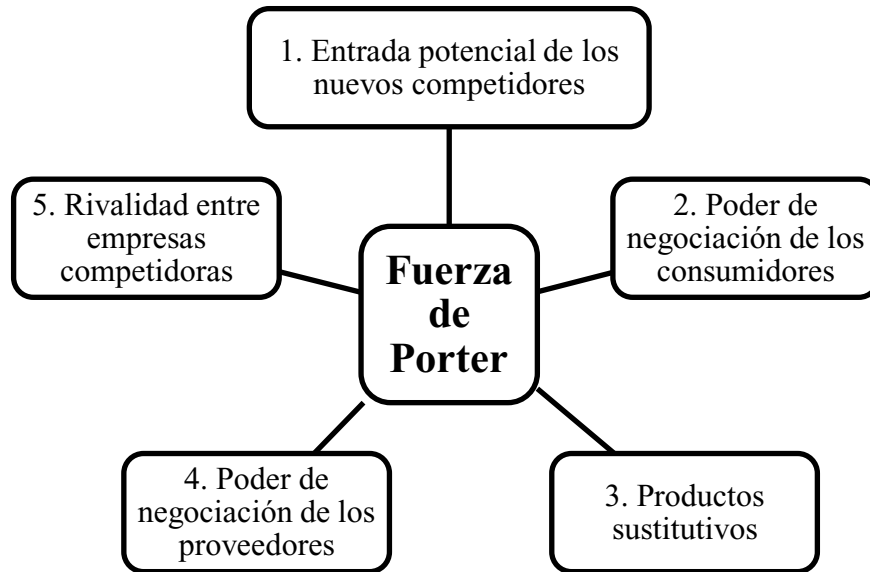 1. Entrada potencial de los
nuevos competidores
5. Rivalidad entre
empresas
competidoras
2. Poder de
negociación de los
consumidores
Fuerza
de
Porter
4. Poder de
negociación de los
proveedores
3. Productos
sustitutivos